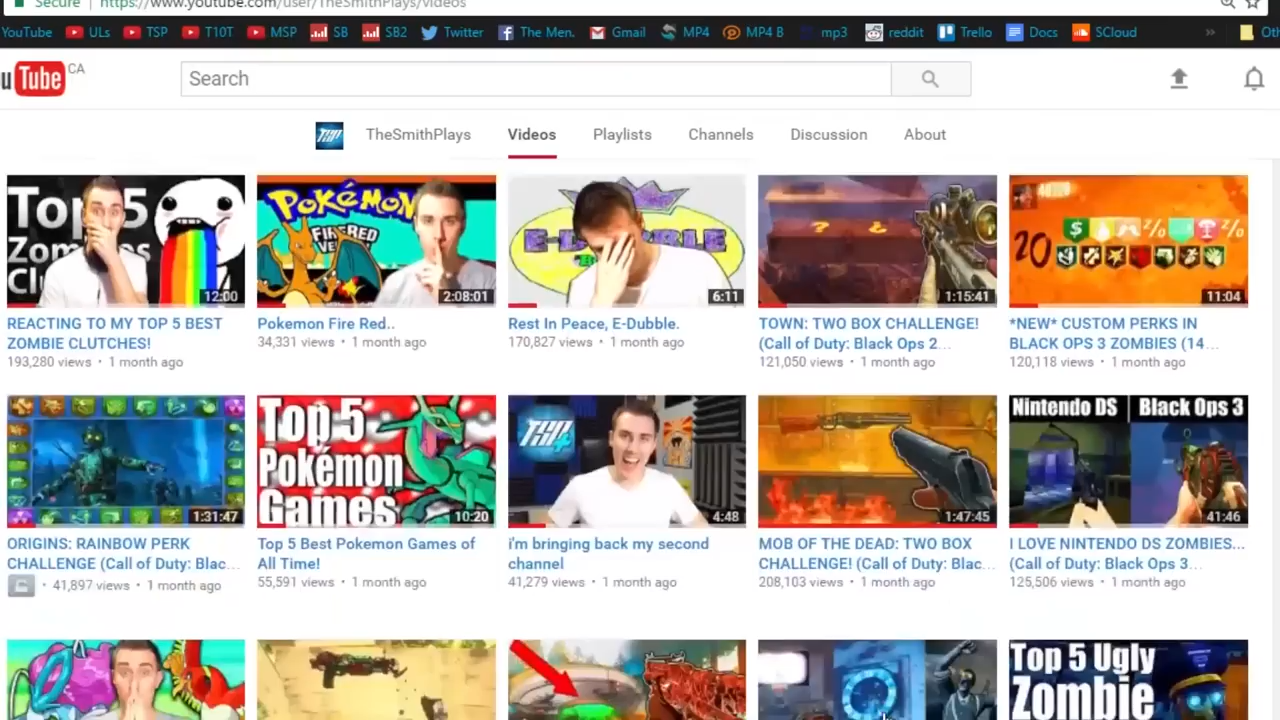 Secure https://www.youtube.com/user/TheSmithPlays/videos
YouTube ULs TSP T10T MSP SB SB2 Twitter The Men. Gmail MP4 MP4 B mp3 reddit Trello Docs SCloud » Oth
u Tube CA Search
TSP TheSmithPlays Videos Playlists Channels Discussion About
Top 5
Zombies
Clu
12:00
POKÉMON
FIRERED
VE
2:08:01
E-DUBBLE
6:11
? ¿
1:15:41
20
11:04
REACTING TO MY TOP 5 BEST
ZOMBIE CLUTCHES!
193,280 views • 1 month ago
Pokemon Fire Red..
34,331 views • 1 month ago
Rest In Peace, E-Dubble.
170,827 views • 1 month ago
TOWN: TWO BOX CHALLENGE!
(Call of Duty: Black Ops 2...
121,050 views • 1 month ago
*NEW* CUSTOM PERKS IN
BLACK OPS 3 ZOMBIES (14...
120,118 views • 1 month ago
1:31:47
Top 5
Pokémon
Games
10:20
TSP4
4:48
1:47:45
Nintendo DS Black Ops 3
41:46
ORIGINS: RAINBOW PERK
CHALLENGE (Call of Duty: Blac...
• 41,897 views • 1 month ago
Top 5 Best Pokemon Games of
All Time!
55,591 views • 1 month ago
i'm bringing back my second
channel
41,279 views • 1 month ago
MOB OF THE DEAD: TWO BOX
CHALLENGE! (Call of Duty: Blac...
208,103 views • 1 month ago
I LOVE NINTENDO DS ZOMBIES...
(Call of Duty: Black Ops 3...
125,506 views • 1 month ago
Top 5 Ugly
Zombie